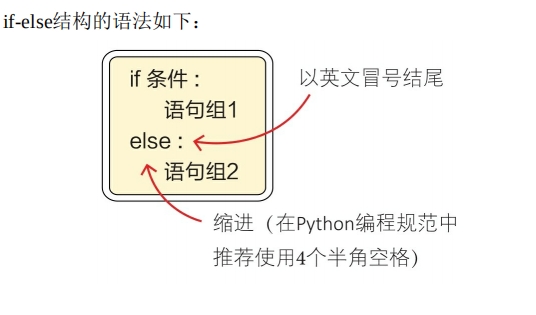 if-else结构的语法如下：
if 条件：
语句组1
else：
语句组2
以英文冒号结尾
缩进（在Python编程规范中
推荐使用4个半角空格）